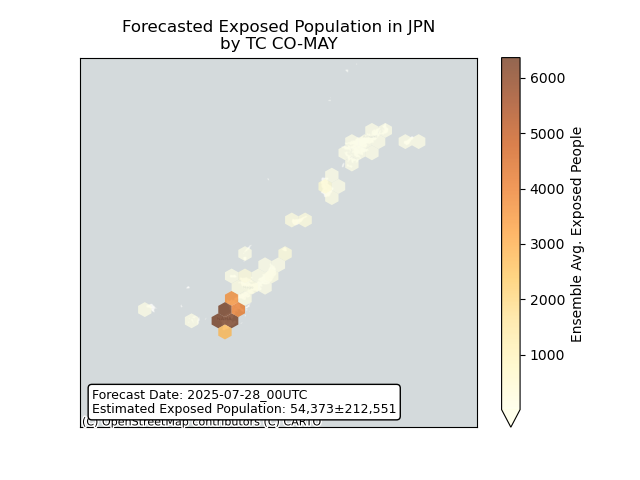 Forecasted Exposed Population in JPN
by TC CO-MAY
6000
5000
4000
3000
2000
1000
Ensemble Avg. Exposed People
Forecast Date: 2025-07-28_00UTC
Estimated Exposed Population: 54,373±212,551
(C) OpenStreetMap contributors (C) CARTO